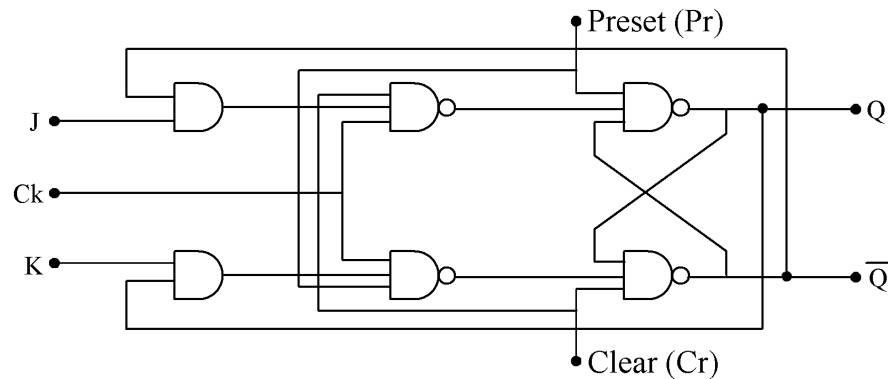 Preset (Pr)
J
Q
Ck
K
Q̅
Clear (Cr)